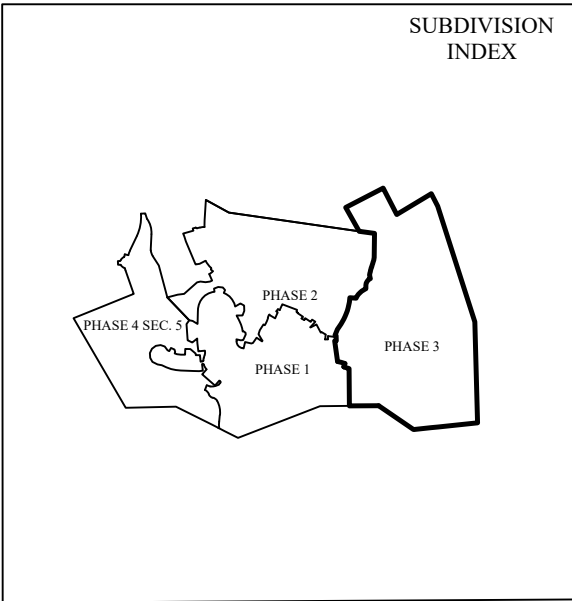 SUBDIVISION
INDEX
PHASE 2
PHASE 4 SEC. 5
PHASE 3
PHASE 1